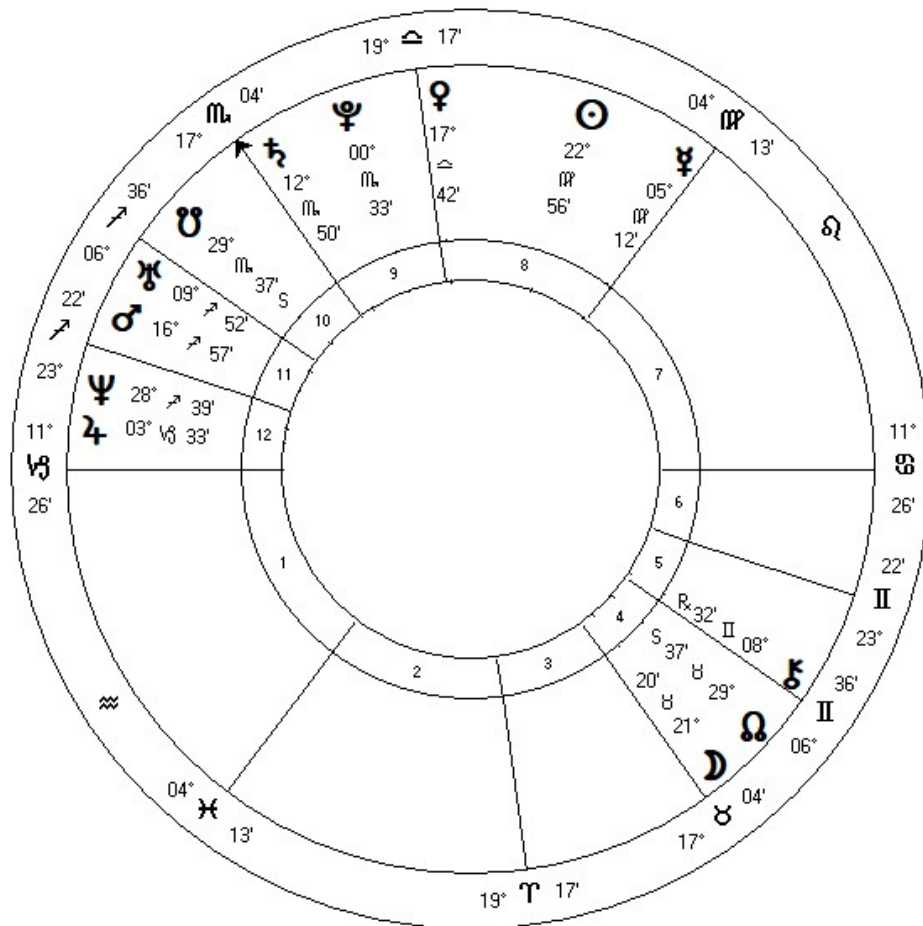 19° ♎ 17'
17° ♏ 04'
04° ♍ 13'
♀ 17° ♎ 42'
☉ 22° ♍ 56'
☿ 05° ♍ 12'
♇ 00° ♏ 33'
♄ 12° ♏ 50'
☋ 29° ♏ 37' S
06° ♐ 36'
♌
♅ 09° ♐ 52'
♂ 16° ♐ 57'
23° ♐ 22'
♆ 28° ♐ 39'
♃ 03° ♑ 33'
11° ♑ 26'
11° ♋ 26'
9
8
10
11
12
7
6
1
5
4
2
3
23° ♊ 22'
⚷ 08° ♊ 32' ℞
06° ♊ 36'
☊ 29° ♉ 37' S
☽ 21° ♉ 20'
♒
04° ♓ 13'
17° ♉ 04'
19° ♈ 17'